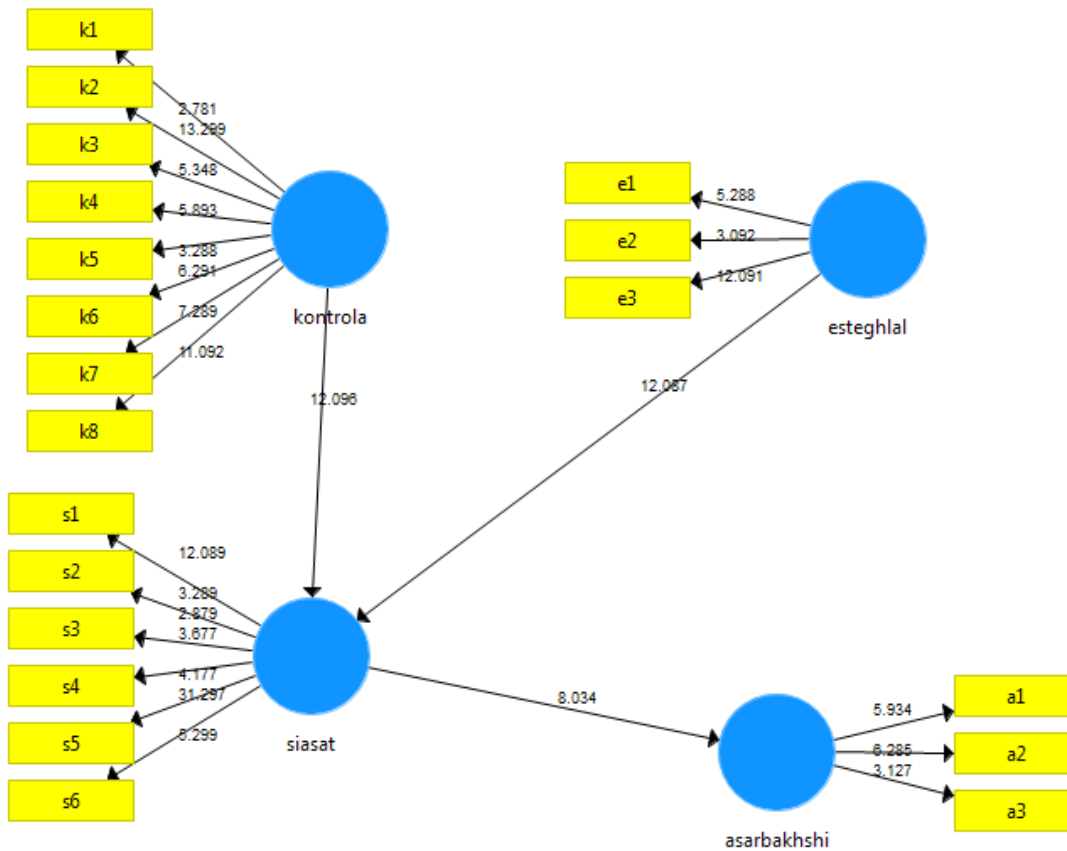 k1
k2
k3
k4
k5
k6
k7
k8
2.781
13.299
5.348
5.893
3.288
6.291
7.289
11.092
kontrola
e1
e2
e3
5.288
3.092
12.091
esteghlal
12.096
12.087
s1
s2
s3
s4
s5
s6
12.089
3.289
2.879
3.677
4.177
31.297
siasat
8.034
a1
a2
a3
5.934
6.285
3.127
asarbakhshi